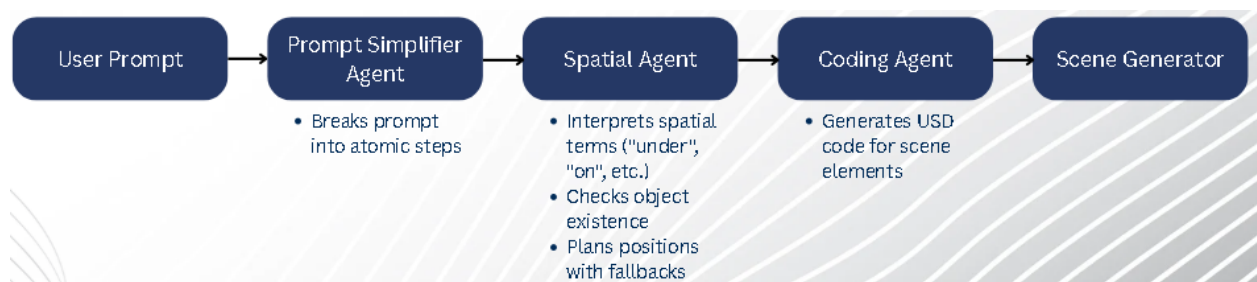 User Prompt
Prompt Simplifier
Agent
Spatial Agent
Coding Agent
Scene Generator
• Breaks prompt
into atomic steps
• Interprets spatial
terms ("under",
"on", etc.)
• Checks object
existence
• Plans positions
with fallbacks
• Generates USD
code for scene
elements